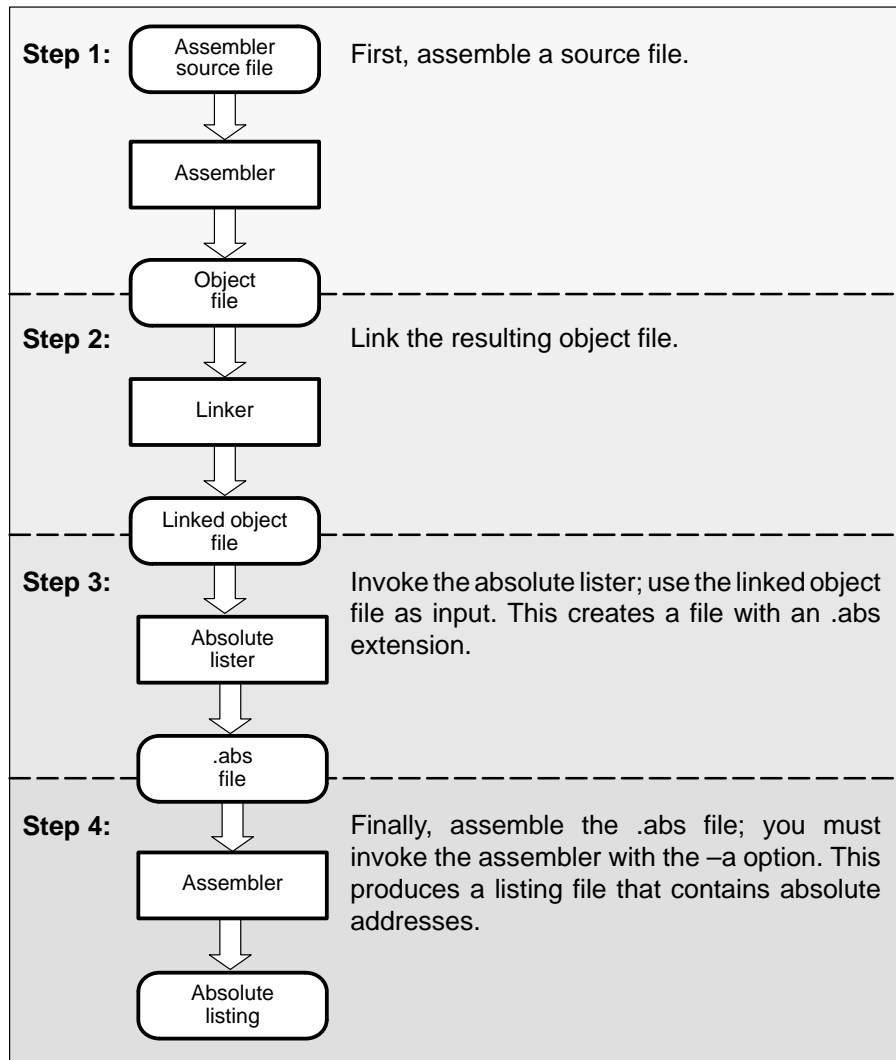 Step 1:
Assembler
source file
First, assemble a source file.
Assembler
Object
file
Step 2:
Link the resulting object file.
Linker
Linked object
file
Step 3:
Invoke the absolute lister; use the linked object
file as input. This creates a file with an .abs
extension.
Absolute
lister
.abs
file
Step 4:
Finally, assemble the .abs file; you must
invoke the assembler with the –a option. This
produces a listing file that contains absolute
addresses.
Assembler
Absolute
listing